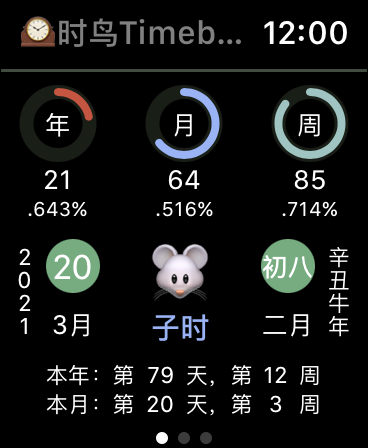 时鸟Timeb... 12:00
年 月 周
21 64 85
.643% .516% .714%
2021 20 初八 辛丑牛年
3月 子时 二月
本年：第 79 天，第 12 周
本月：第 20 天，第 3 周